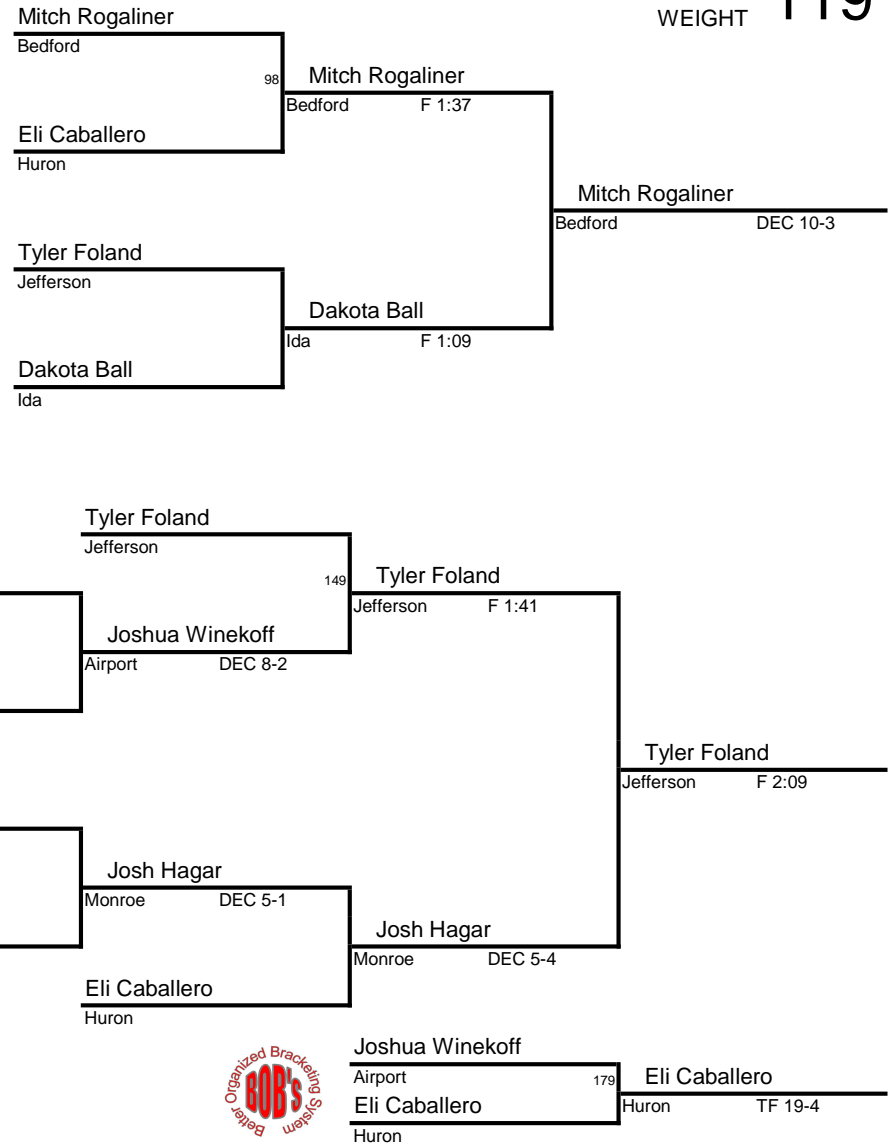 Mitch Rogaliner
WEIGHT 119
Bedford
98
Mitch Rogaliner
Bedford F 1:37
Eli Caballero
Huron
Mitch Rogaliner
Bedford DEC 10-3
Tyler Foland
Jefferson
Dakota Ball
Ida F 1:09
Dakota Ball
Ida
Tyler Foland
Jefferson
149
Tyler Foland
Jefferson F 1:41
Joshua Winekoff
Airport DEC 8-2
Tyler Foland
Jefferson F 2:09
Josh Hagar
Monroe DEC 5-1
Josh Hagar
Monroe DEC 5-4
Eli Caballero
Huron
Joshua Winekoff
Airport
179
Eli Caballero
Huron TF 19-4
Eli Caballero
Huron
Better Organized Bracketing System
BOB's